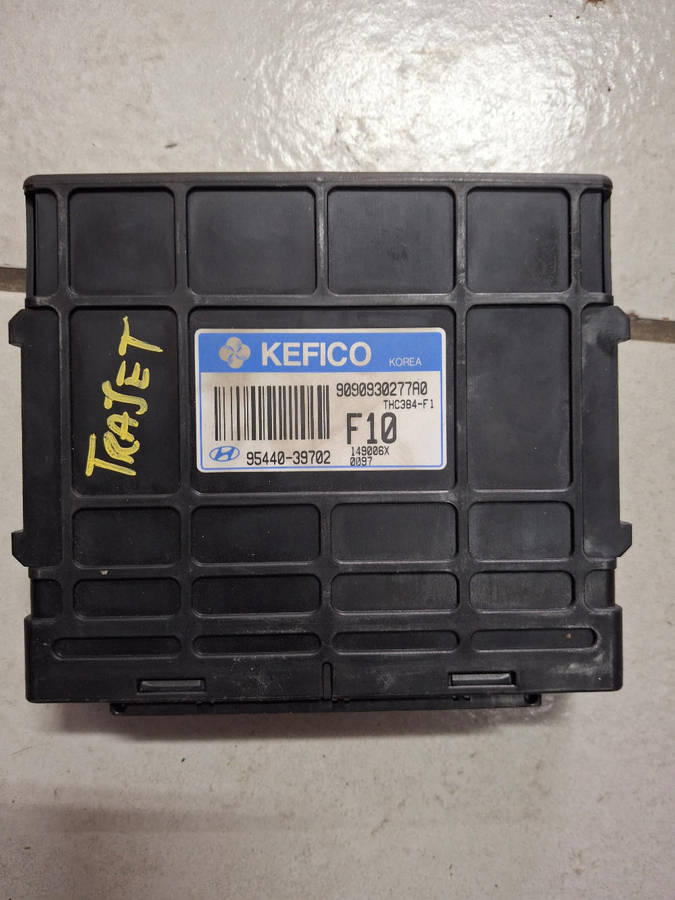 TRAJET
KEFICO KOREA
9090930277A0
THC384-F1
F10
95440-39702
149006X
0097